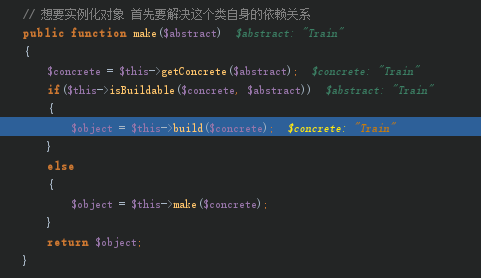 // 想要实例化对象 首先要解决这个类自身的依赖关系
public function make($abstract)  $abstract: "Train"
{
    $concrete = $this->getConcrete($abstract);  $concrete: "Train"
    if($this->isBuildable($concrete, $abstract))  $abstract: "Train"
    {
        $object = $this->build($concrete);  $concrete: "Train"
    }
    else
    {
        $object = $this->make($concrete);
    }
    return $object;
}